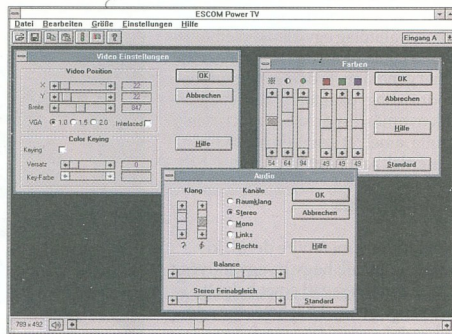 ESCOM Power TV
Datei Bearbeiten Größe Einstellungen Hilfe
Eingang A
Video Einstellungen
Video Position
X 22
Y 22
Breite 647
VGA 1.0 1.5 2.0 Interlaced
Color Keying
Keying
Versatz 0
Key-Farbe
OK
Abbrechen
Hilfe
Farben
54 64 94 49 49 49
OK
Abbrechen
Hilfe
Standard
Audio
Klang
Kanäle
Raumklang
Stereo
Mono
Links
Rechts
OK
Abbrechen
Hilfe
Balance
Stereo Feinabgleich
Standard
769 x 492